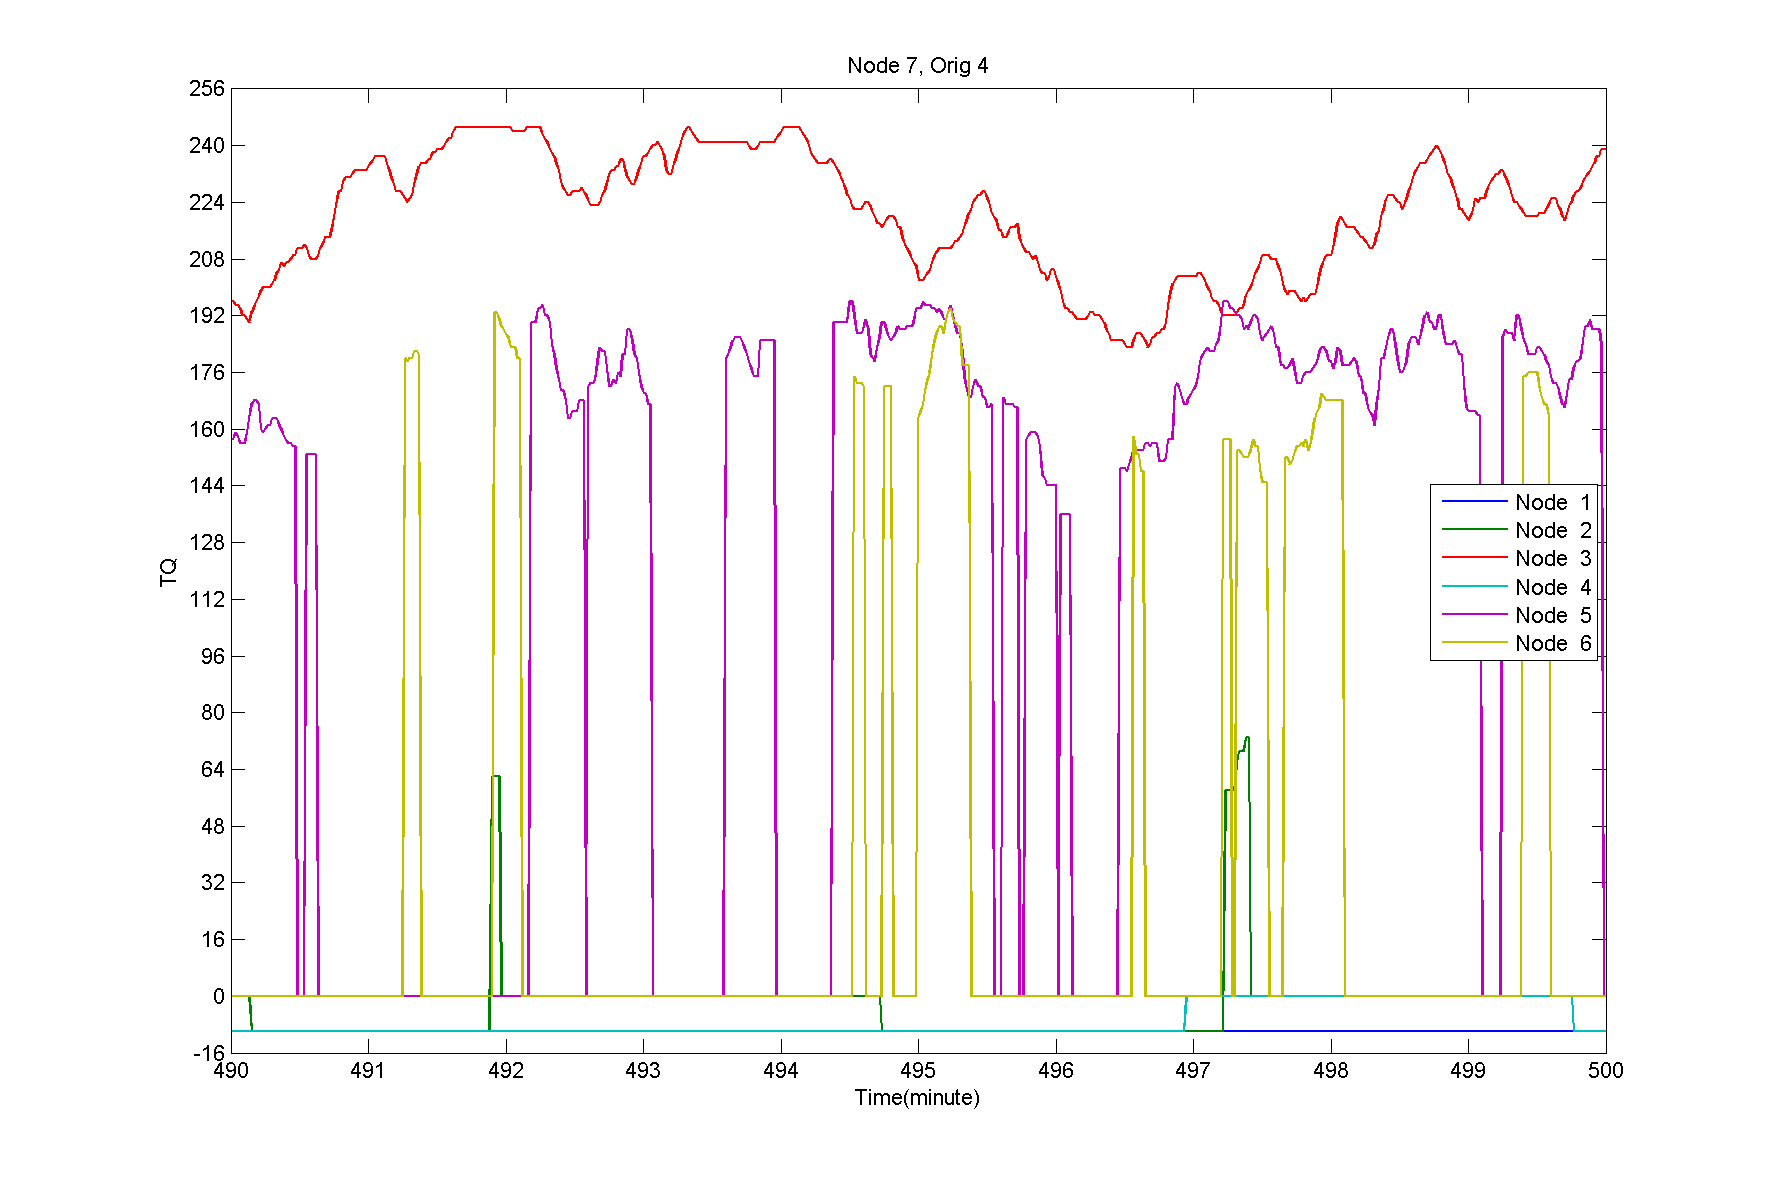 Node 7, Orig 4
256
240
224
208
192
176
160
144
128
112
96
80
64
48
32
16
0
-16
TQ
Node 1
Node 2
Node 3
Node 4
Node 5
Node 6
490 491 492 493 494 495 496 497 498 499 500
Time(minute)